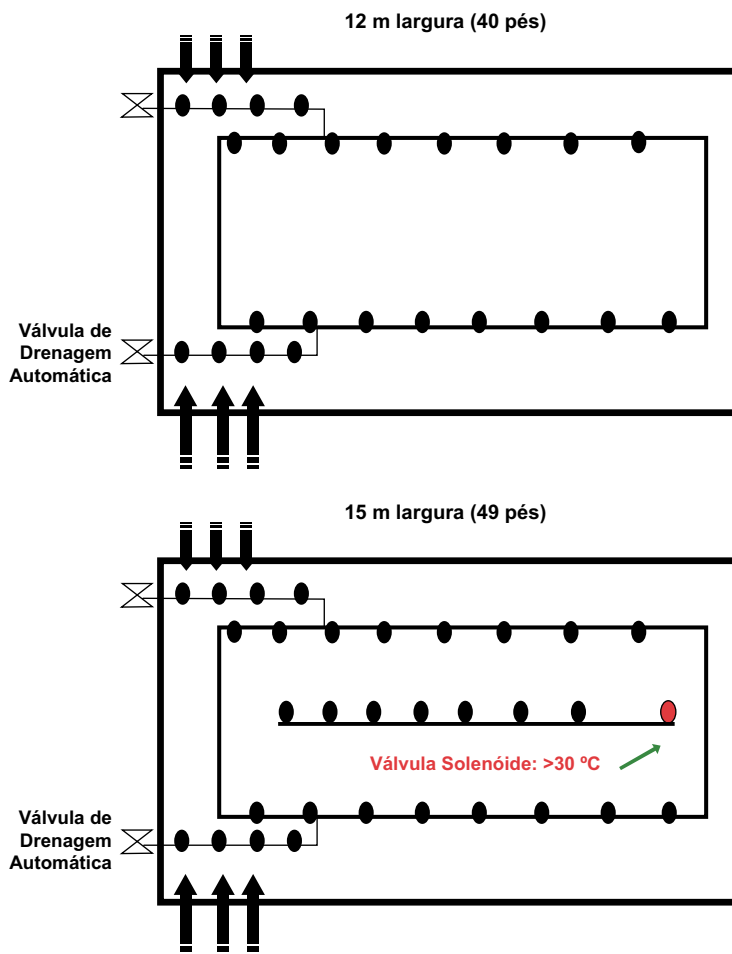 12 m largura (40 pés)
Válvula de
Drenagem
Automática
15 m largura (49 pés)
Válvula Solenóide: >30 ºC
Válvula de
Drenagem
Automática